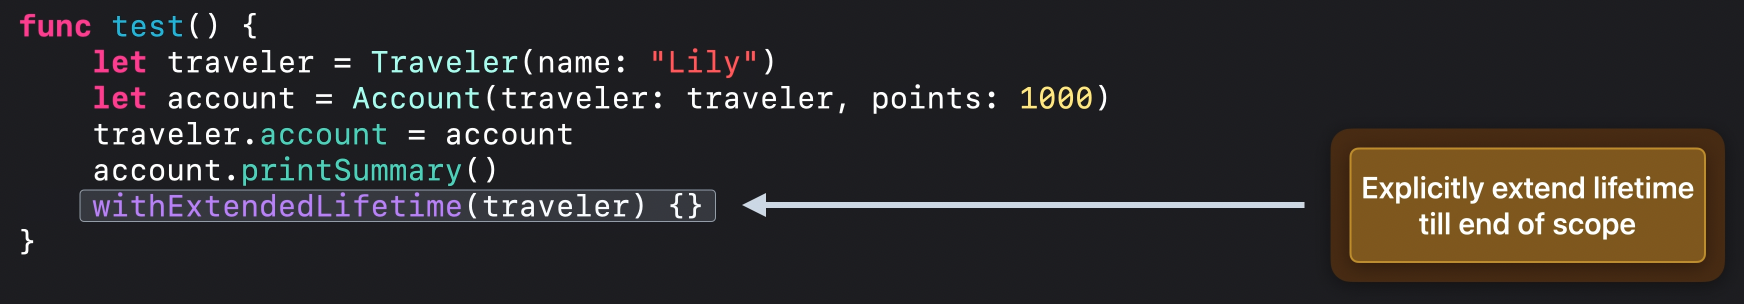 func test() {
    let traveler = Traveler(name: "Lily")
    let account = Account(traveler: traveler, points: 1000)
    traveler.account = account
    account.printSummary()
    withExtendedLifetime(traveler) {}
}
Explicitly extend lifetime
till end of scope